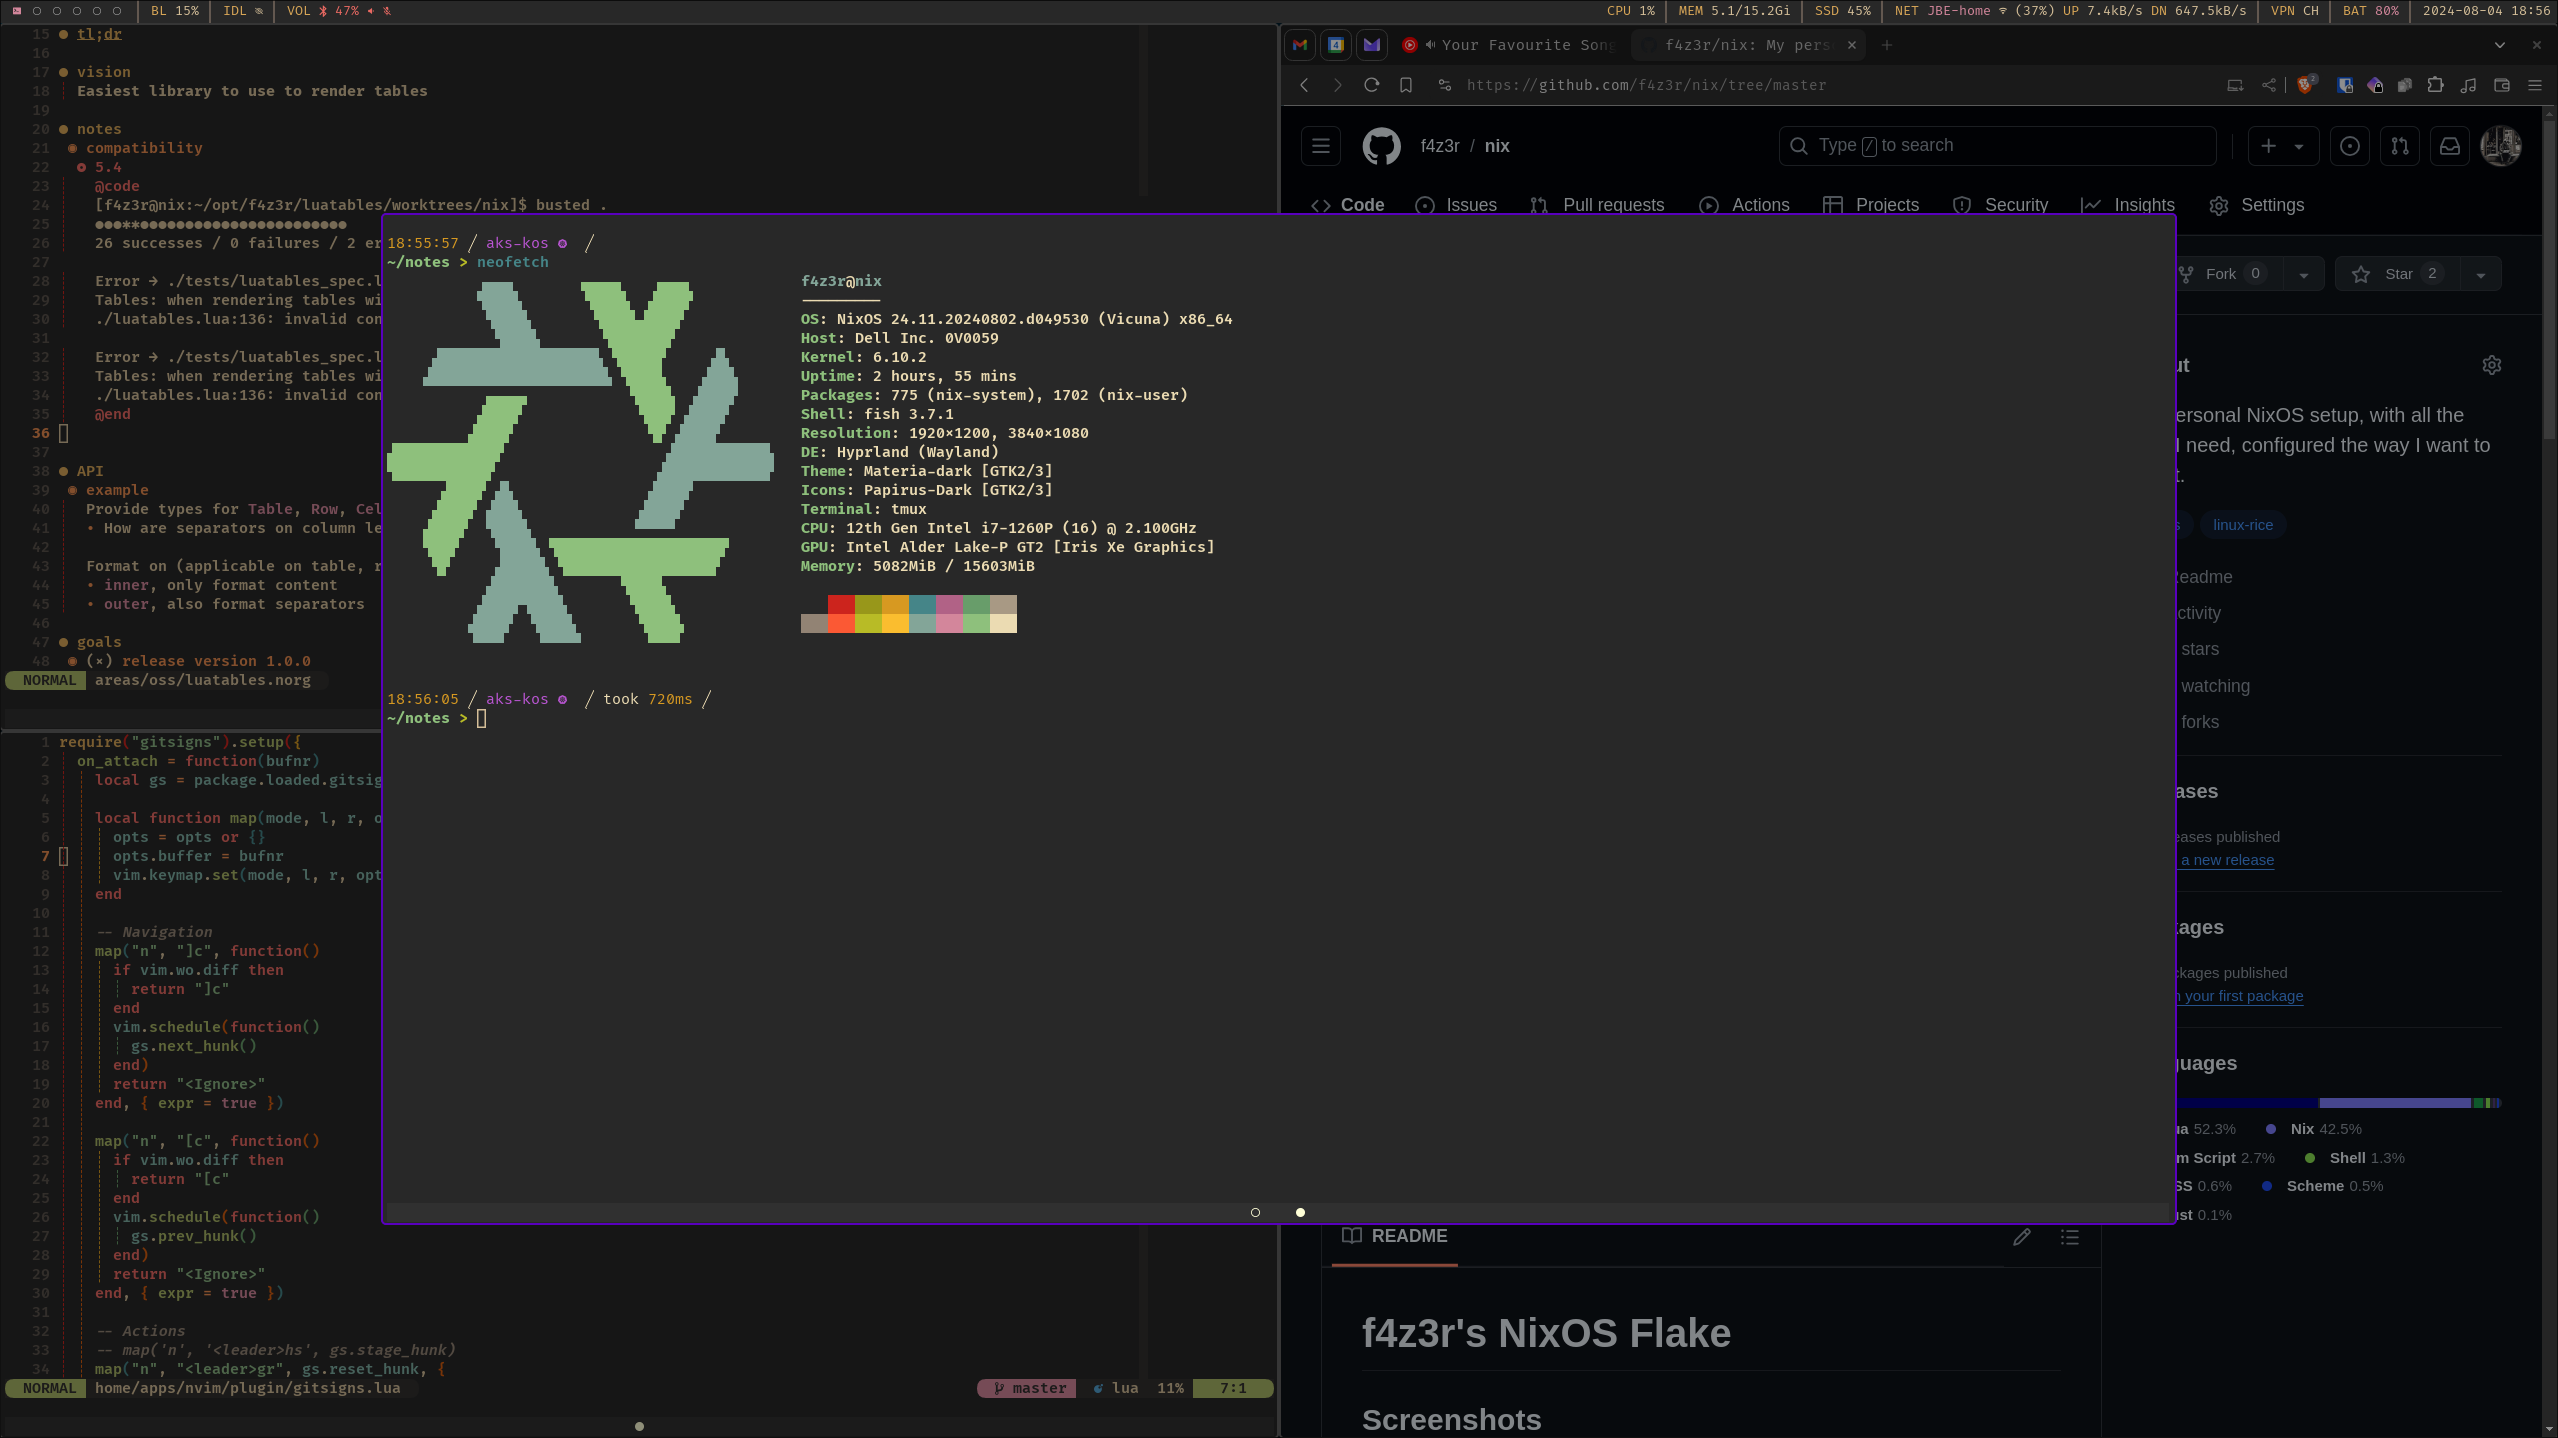 BL 15% IDL VOL 47% CPU 1% MEM 5.1/15.2Gi SSD 45% NET JBE-home (37%) UP 7.4kB/s DN 647.5kB/s VPN CH BAT 80% 2024-08-04 18:56
15 tl;dr
16
17 vision
18 Easiest library to use to render tables
19
20 notes
21 compatibility
22 5.4
23 @code
24 [f4z3r@nix:~/opt/f4z3r/luatables/worktrees/nix]$ busted .
25 ●●●✱✱●●●●●●●●●●●●●●●●●●●●●●●
26 26 successes / 0 failures / 2 er
27
28 Error → ./tests/luatables_spec.l
29 Tables: when rendering tables wi
30 ./luatables.lua:136: invalid con
31
32 Error → ./tests/luatables_spec.l
33 Tables: when rendering tables wi
34 ./luatables.lua:136: invalid con
35 @end
36
37
38 API
39 example
40 Provide types for Table, Row, Cel
41 • How are separators on column le
42
43 Format on (applicable on table, r
44 • inner, only format content
45 • outer, also format separators
46
47 goals
48 (×) release version 1.0.0
NORMAL areas/oss/luatables.norg
1 require("gitsigns").setup({
2 on_attach = function(bufnr)
3 local gs = package.loaded.gitsig
4
5 local function map(mode, l, r, o
6 opts = opts or {}
7 opts.buffer = bufnr
8 vim.keymap.set(mode, l, r, opt
9 end
10
11 -- Navigation
12 map("n", "]c", function()
13 if vim.wo.diff then
14 return "]c"
15 end
16 vim.schedule(function()
17 gs.next_hunk()
18 end)
19 return "<Ignore>"
20 end, { expr = true })
21
22 map("n", "[c", function()
23 if vim.wo.diff then
24 return "[c"
25 end
26 vim.schedule(function()
27 gs.prev_hunk()
28 end)
29 return "<Ignore>"
30 end, { expr = true })
31
32 -- Actions
33 -- map('n', '<leader>hs', gs.stage_hunk)
34 map("n", "<leader>gr", gs.reset_hunk, {
NORMAL home/apps/nvim/plugin/gitsigns.lua master lua 11% 7:1
18:55:57 / aks-kos /
~/notes > neofetch
f4z3r@nix
---------
OS: NixOS 24.11.20240802.d049530 (Vicuna) x86_64
Host: Dell Inc. 0V0059
Kernel: 6.10.2
Uptime: 2 hours, 55 mins
Packages: 775 (nix-system), 1702 (nix-user)
Shell: fish 3.7.1
Resolution: 1920×1200, 3840×1080
DE: Hyprland (Wayland)
Theme: Materia-dark [GTK2/3]
Icons: Papirus-Dark [GTK2/3]
Terminal: tmux
CPU: 12th Gen Intel i7-1260P (16) @ 2.100GHz
GPU: Intel Alder Lake-P GT2 [Iris Xe Graphics]
Memory: 5082MiB / 15603MiB
18:56:05 / aks-kos / took 720ms /
~/notes >
Your Favourite Song f4z3r/nix: My pers
https://github.com/f4z3r/nix/tree/master
f4z3r / nix Type / to search
Code Issues Pull requests Actions Projects Security Insights Settings
Fork 0 Star 2
ut
ersonal NixOS setup, with all the
I need, configured the way I want to
t.
s linux-rice
eadme
ctivity
stars
watching
forks
ases
eases published
a new release
ages
ckages published
n your first package
guages
ua 52.3% Nix 42.5%
m Script 2.7% Shell 1.3%
SS 0.6% Scheme 0.5%
st 0.1%
README
f4z3r's NixOS Flake
Screenshots